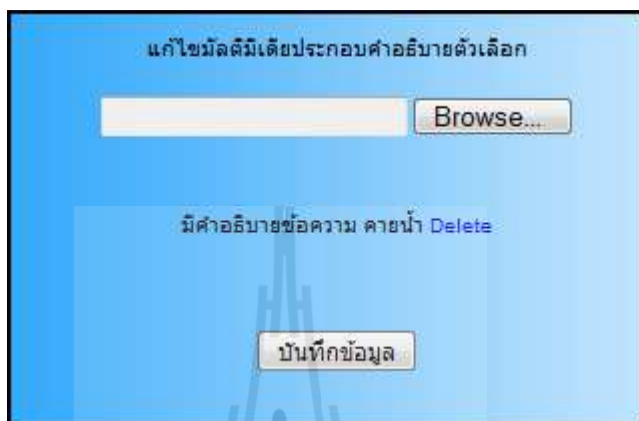 แก้ไขมัลติมีเดียประกอบคำอธิบายตัวเลือก
Browse...
มีคำอธิบายข้อความ คายน้ำ Delete
บันทึกข้อมูล